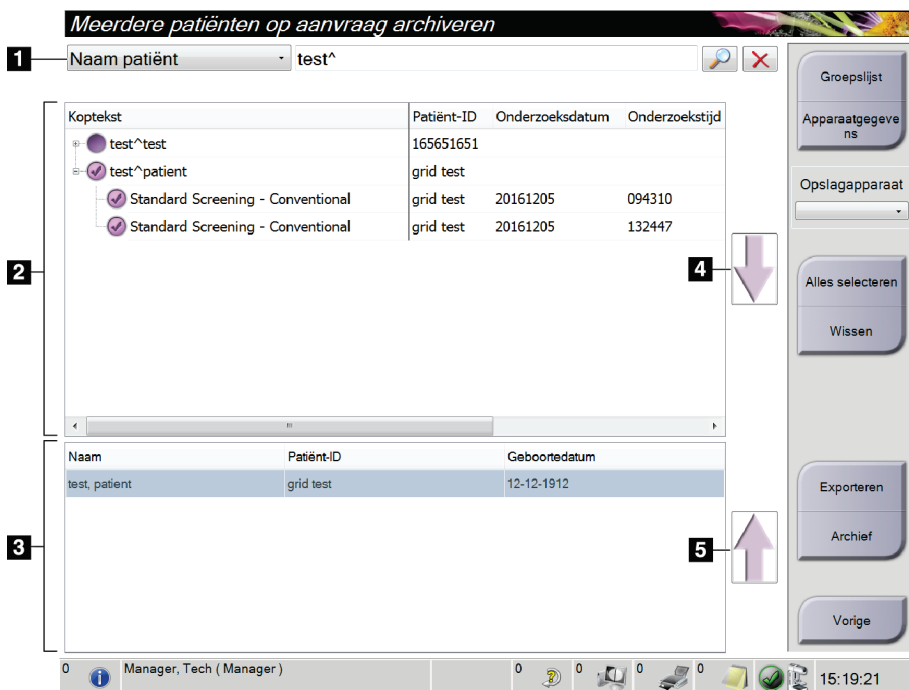 Meerdere patiënten op aanvraag archiveren
1 Naam patiënt test^
Groepslijst
Apparaatgegeve
ns
Opslagapparaat
Alles selecteren
Wissen
Exporteren
Archief
Vorige
2
Koptekst Patiënt-ID Onderzoeksdatum Onderzoekstijd
test^test 165651651
test^patient grid test
Standard Screening - Conventional grid test 20161205 094310
Standard Screening - Conventional grid test 20161205 132447
4
3
Naam Patiënt-ID Geboortedatum
test, patient grid test 12-12-1912
5
0 Manager, Tech ( Manager ) 0 0 0 0 15:19:21